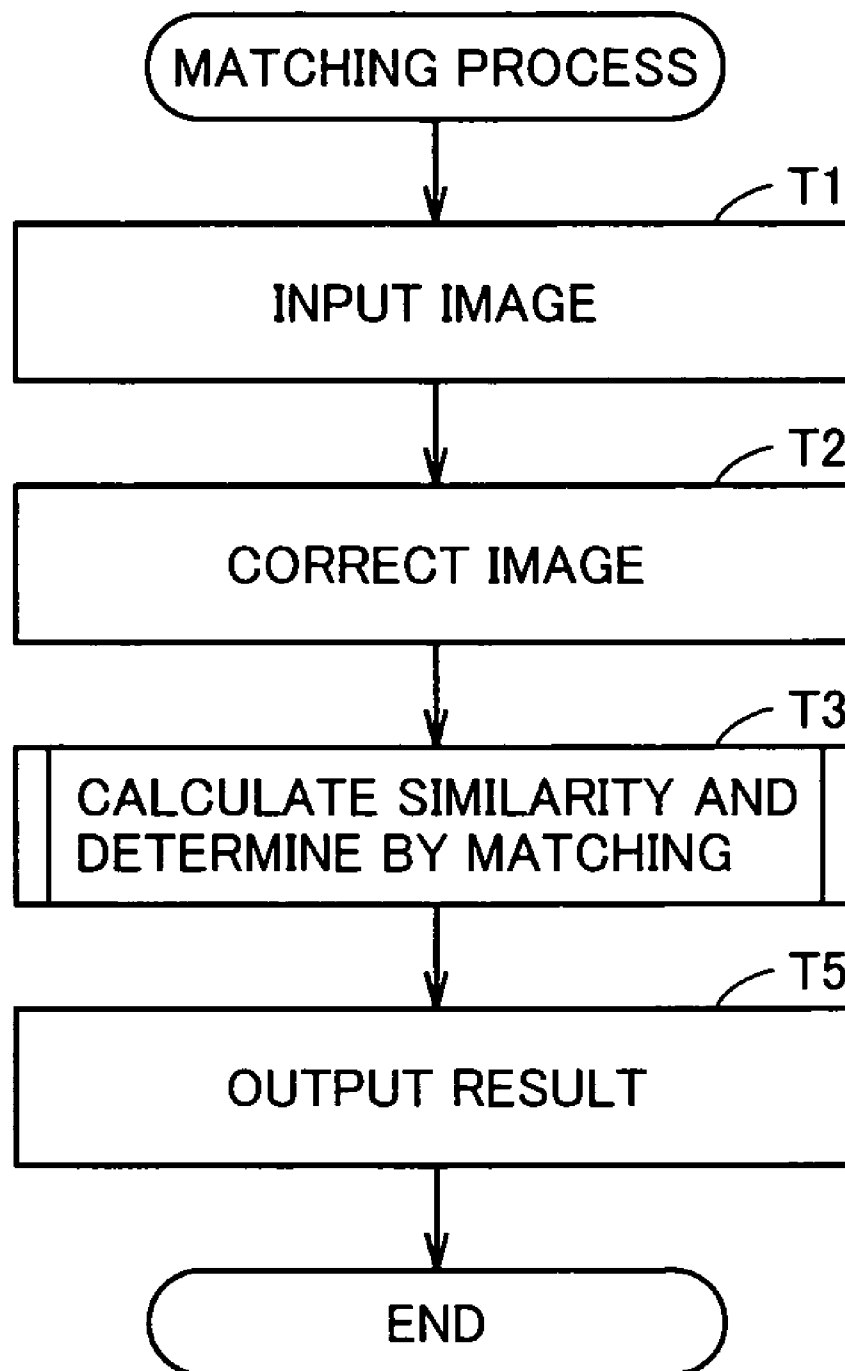 MATCHING PROCESS
T1
INPUT IMAGE
T2
CORRECT IMAGE
T3
CALCULATE SIMILARITY AND
DETERMINE BY MATCHING
T5
OUTPUT RESULT
END